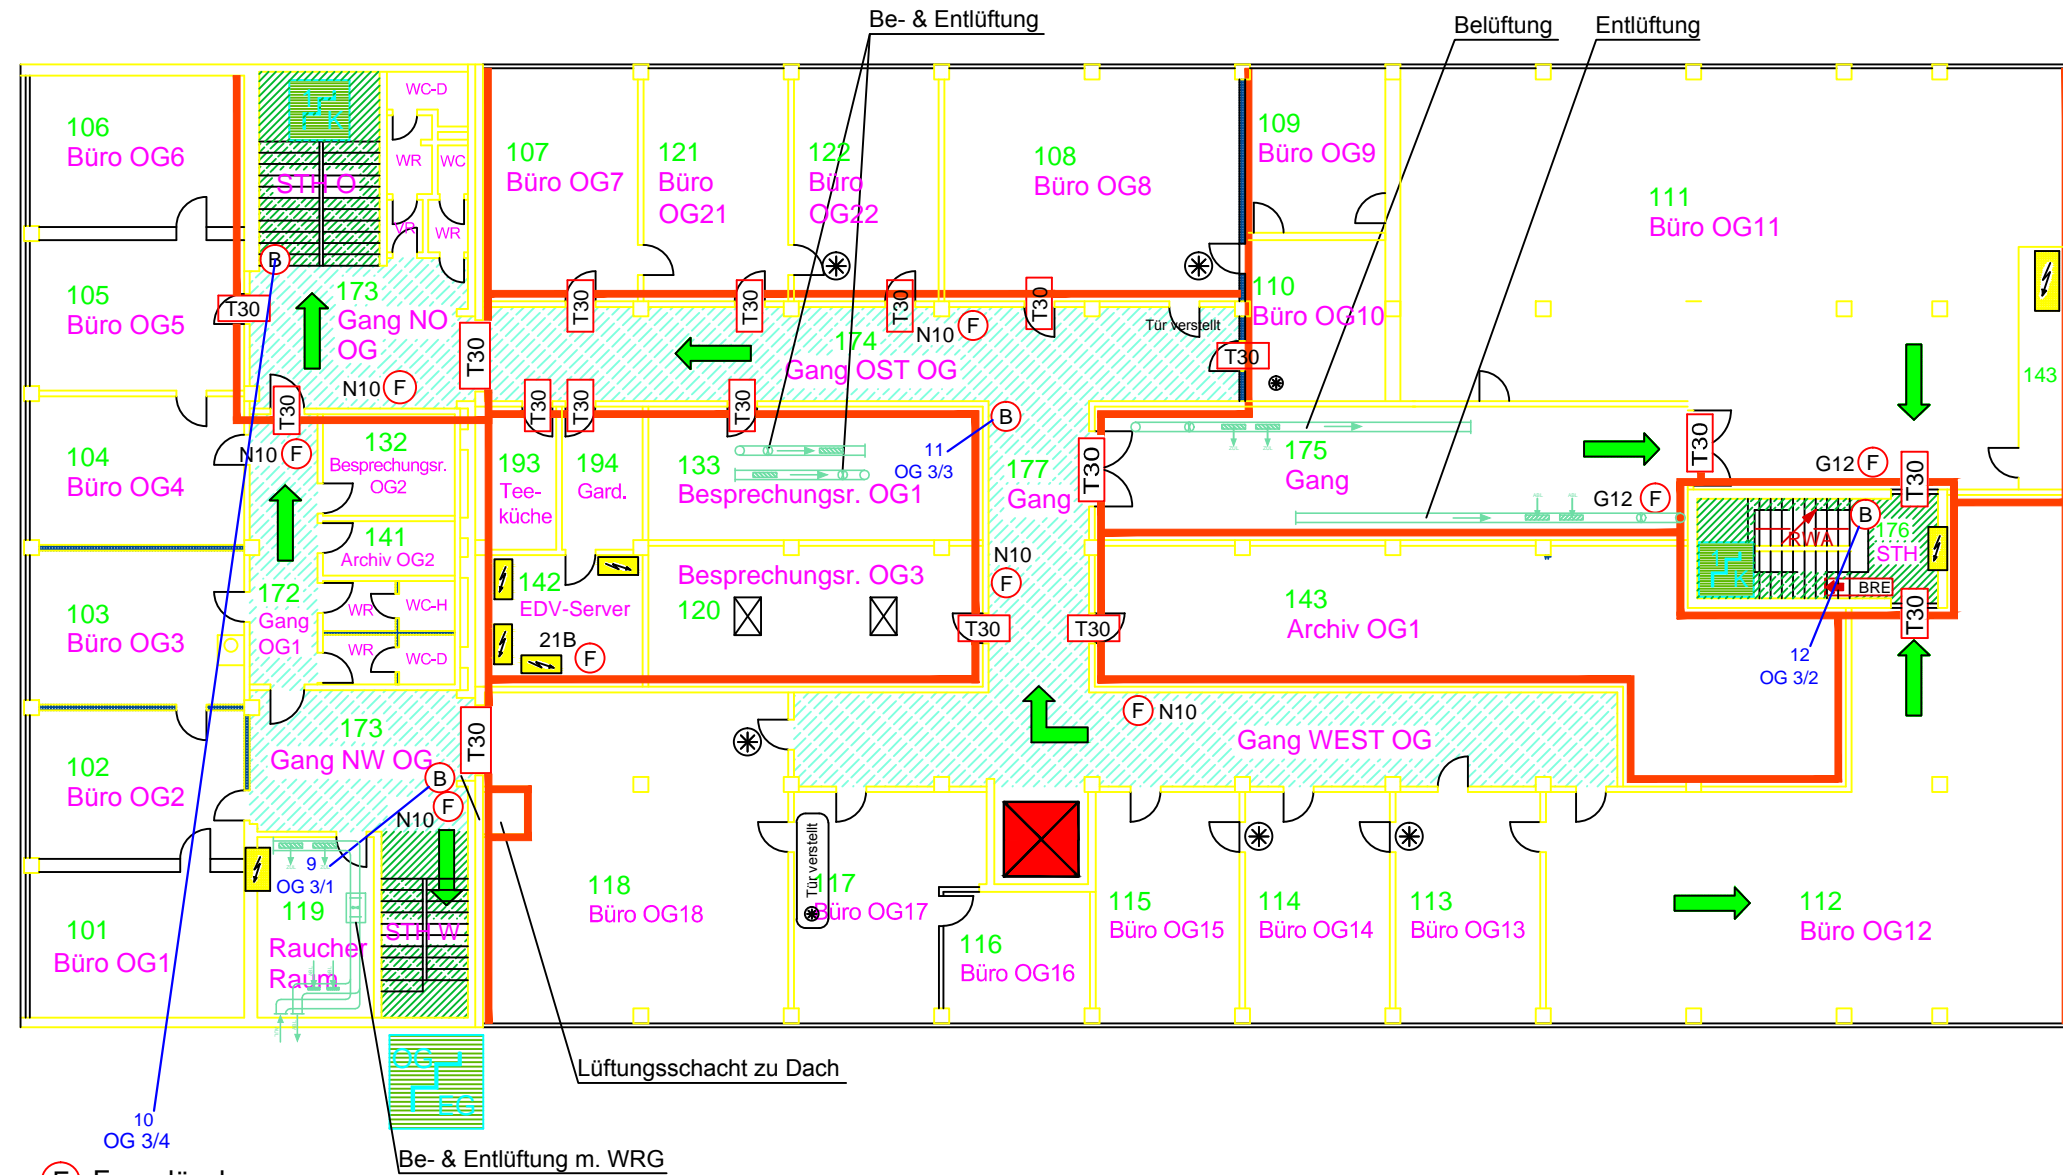 Be- & Entlüftung
Belüftung
Entlüftung
106
Büro OG6
STH O
WC-D
WR
WC
VR
WR
107
Büro OG7
121
Büro
OG21
122
Büro
OG22
108
Büro OG8
109
Büro OG9
111
Büro OG11
B
105
Büro OG5
T30
173
Gang NO
OG
N10 F
T30
T30
T30
T30
T30
T30
N10 F
174
Gang OST OG
Tür verstellt
110
Büro OG10
T30
143
104
Büro OG4
N10 F
T30
132
Besprechungsr.
OG2
T30
T30
T30
193
Tee-
küche
194
Gard.
133
Besprechungsr. OG1
B
11
OG 3/3
177
Gang
T30
175
Gang
G12 F
T30
G12 F
T30
B
RWA
176
STH
BRE
T30
12
OG 3/2
141
Archiv OG2
142
EDV-Server
21B F
Besprechungsr. OG3
120
N10
F
T30
T30
143
Archiv OG1
103
Büro OG3
172
Gang
OG1
WR
WC-H
WR
WC-D
173
Gang NW OG
T30
B
F
N10
F N10
Gang WEST OG
102
Büro OG2
9
OG 3/1
119
Raucher
Raum
STH W
101
Büro OG1
118
Büro OG18
Tür verstellt
117
Büro OG17
116
Büro OG16
115
Büro OG15
114
Büro OG14
113
Büro OG13
112
Büro OG12
OG
EG
Lüftungsschacht zu Dach
10
OG 3/4
Be- & Entlüftung m. WRG